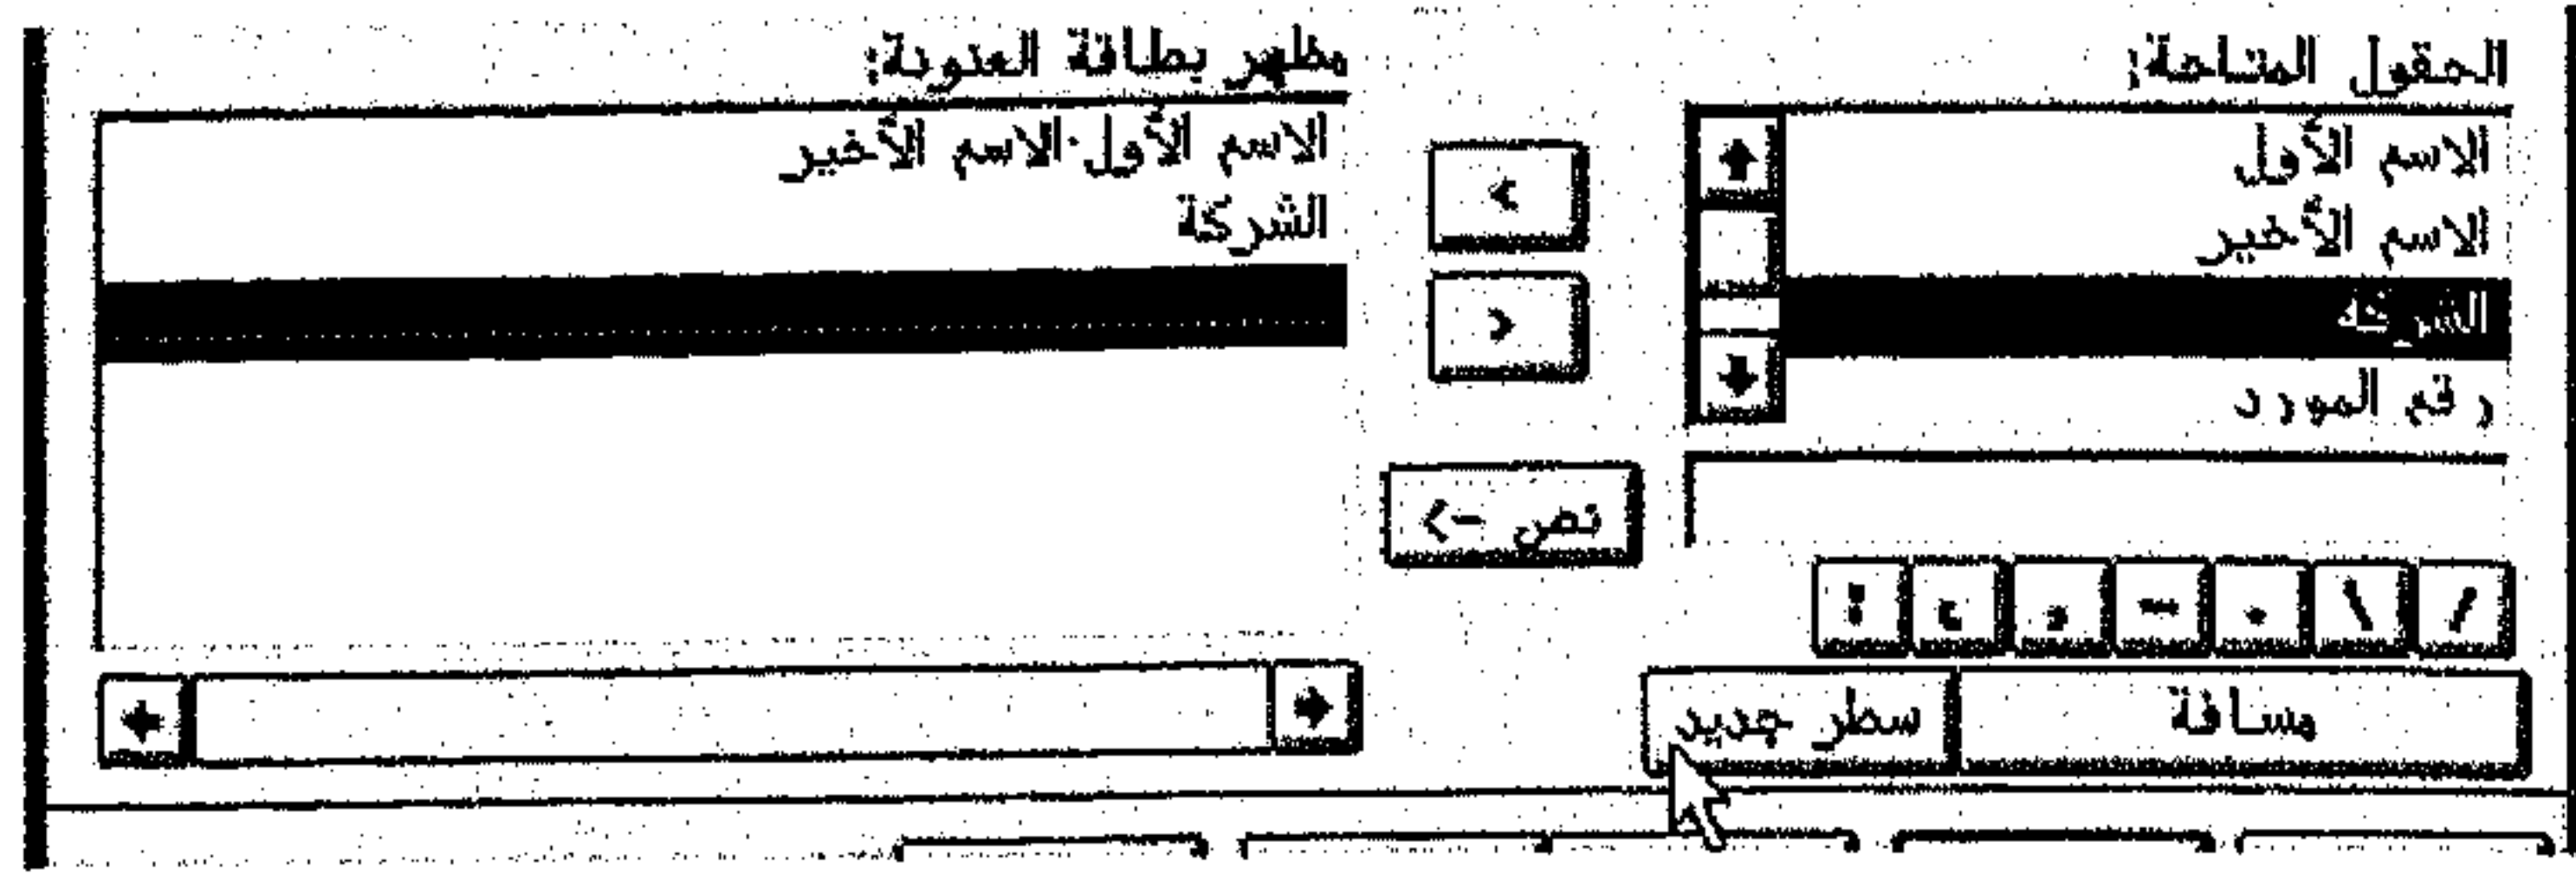 الحقول المتاحة:
الاسم الأول
الاسم الأخير
الشركة
رقم المورد
/ \ . - , ; :
مسافة
سطر جديد
<
>
نص ->
مظهر بطاقة العنونة:
الاسم الأول·الاسم الأخير
الشركة